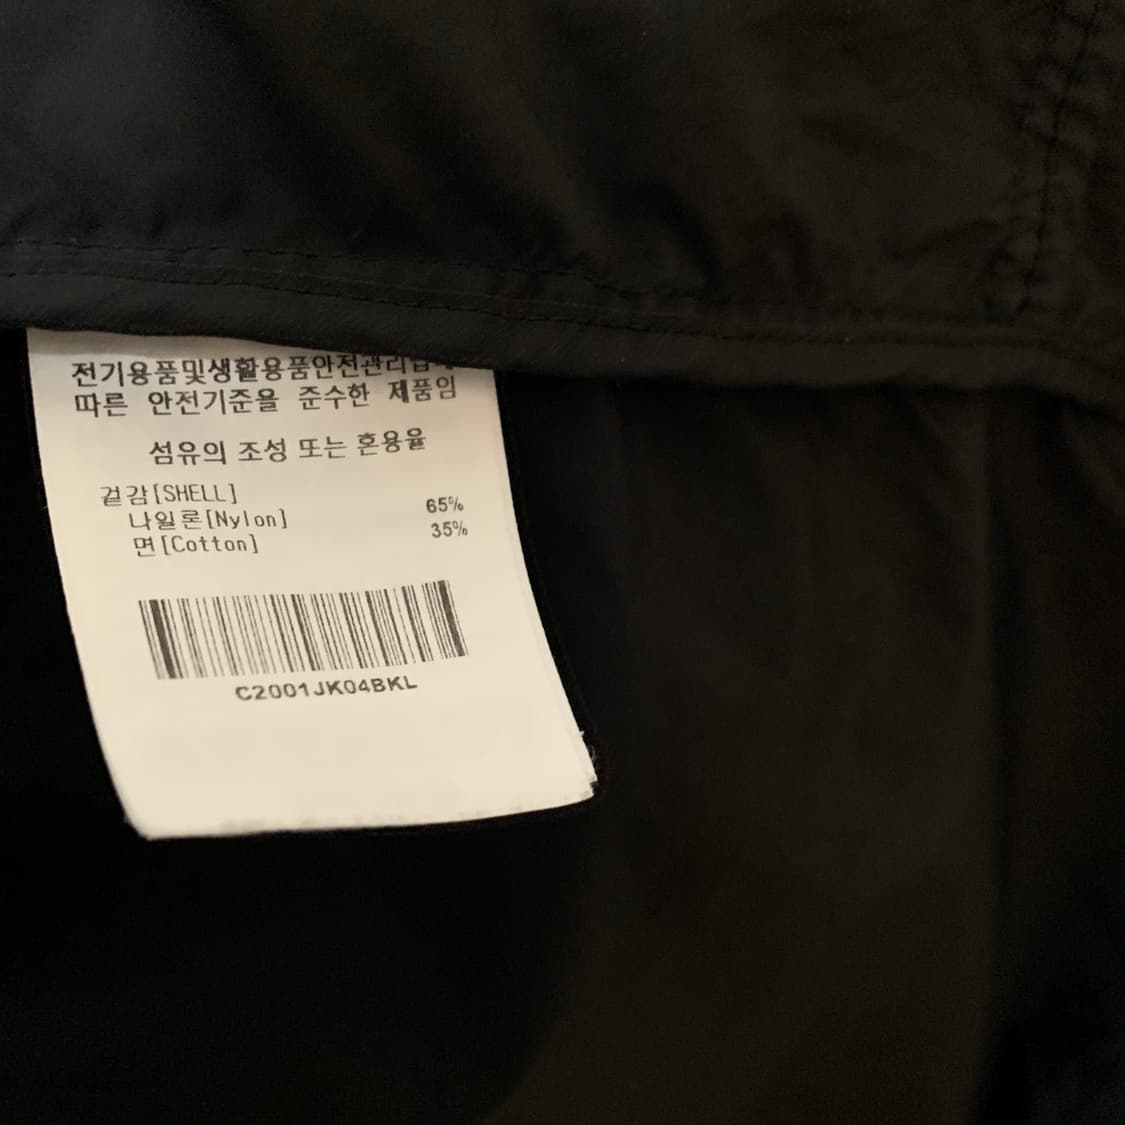 전기용품및생활용품안전관리법에
따른 안전기준을 준수한 제품임
섬유의 조성 또는 혼용율
겉감[SHELL]
나일론[Nylon] 65%
면[Cotton] 35%
C2001JK04BKL